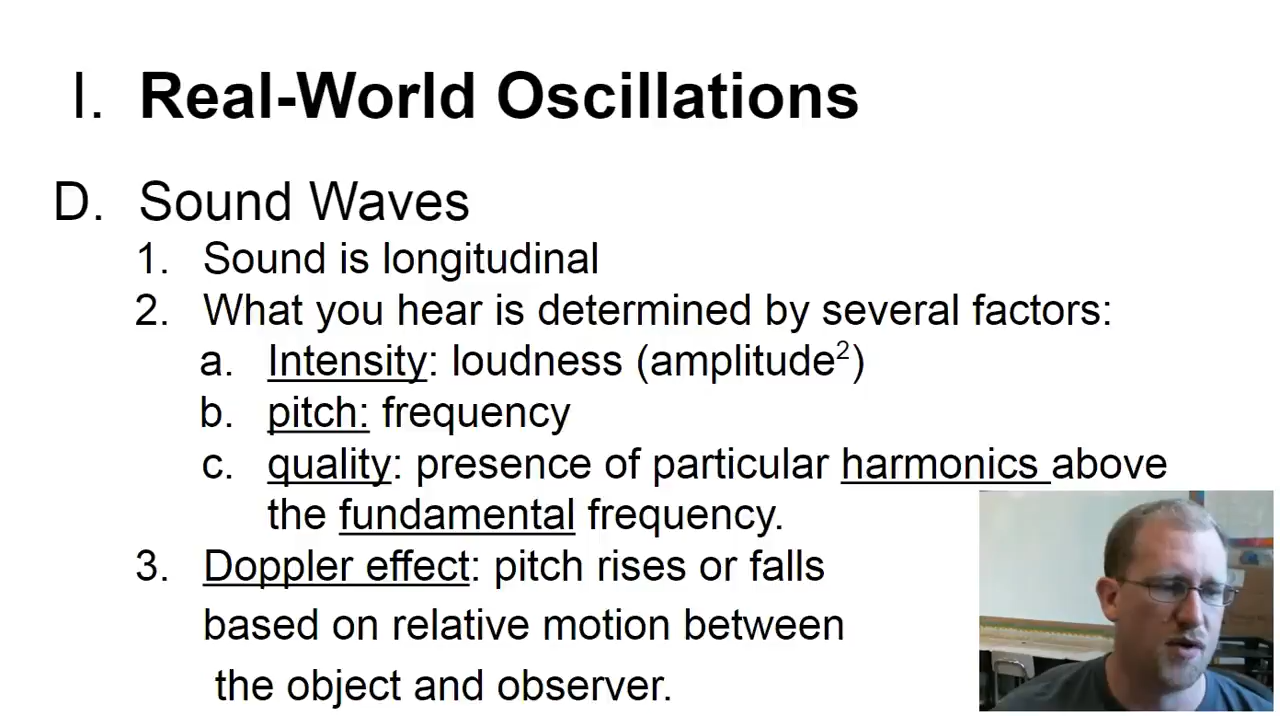 I. Real-World Oscillations
D. Sound Waves
1. Sound is longitudinal
2. What you hear is determined by several factors:
a. Intensity: loudness (amplitude²)
b. pitch: frequency
c. quality: presence of particular harmonics above
the fundamental frequency.
3. Doppler effect: pitch rises or falls
based on relative motion between
the object and observer.